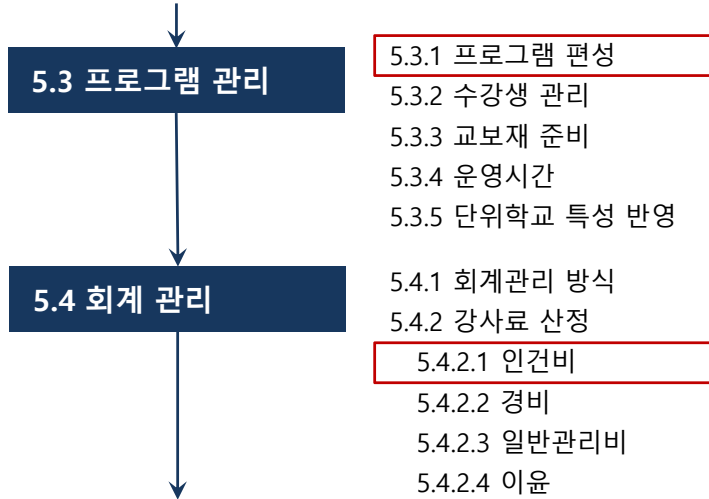 5.3 프로그램 관리
5.3.1 프로그램 편성
5.3.2 수강생 관리
5.3.3 교보재 준비
5.3.4 운영시간
5.3.5 단위학교 특성 반영
5.4 회계 관리
5.4.1 회계관리 방식
5.4.2 강사료 산정
5.4.2.1 인건비
5.4.2.2 경비
5.4.2.3 일반관리비
5.4.2.4 이윤